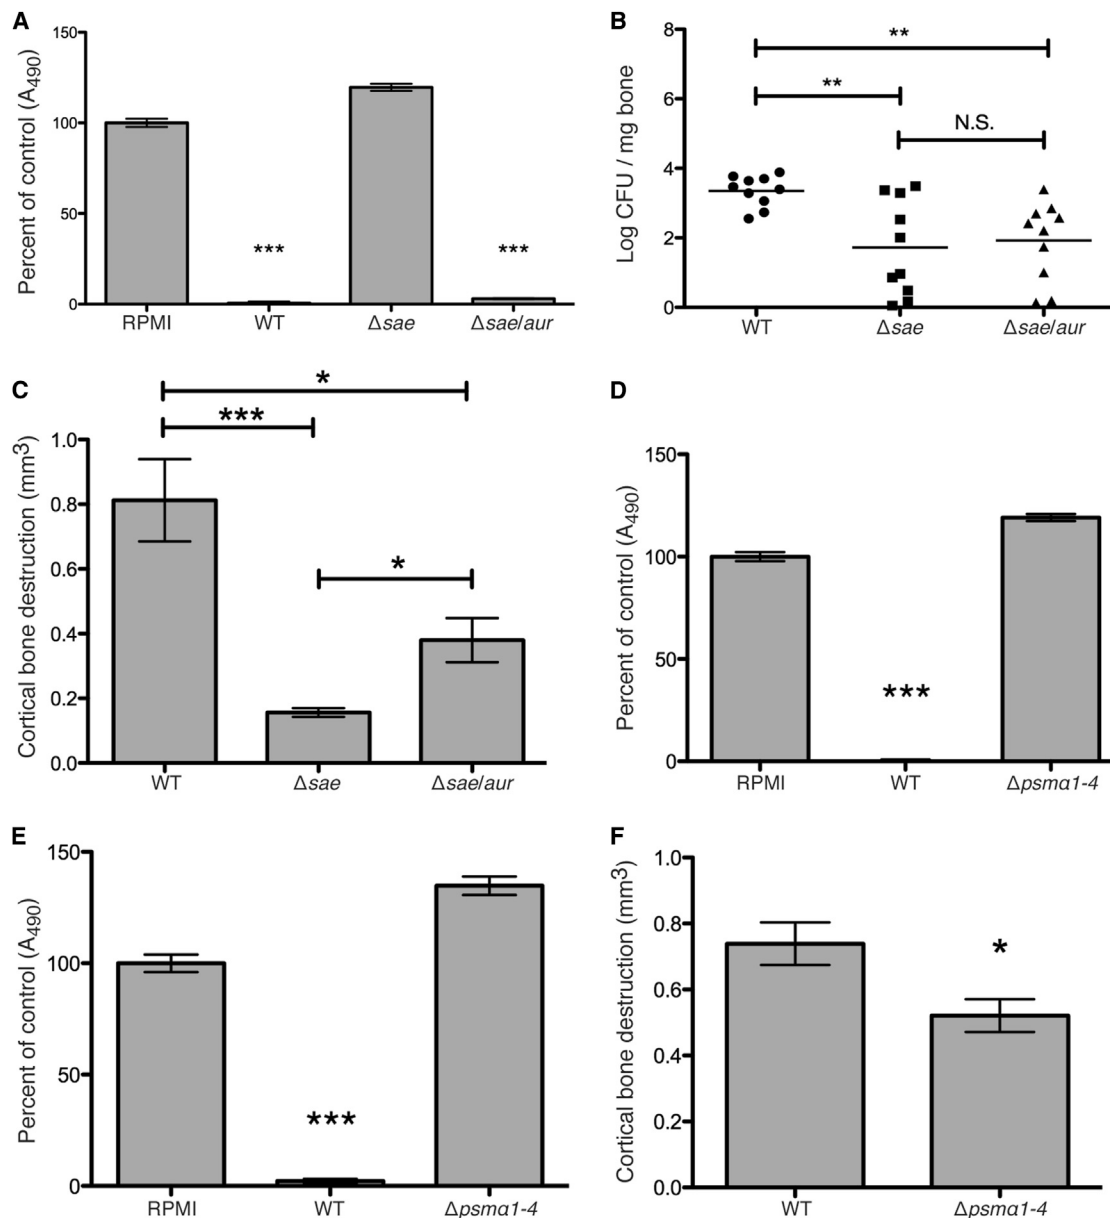 A
Percent of control (A490)
150
100
50
0
***
***
RPMI
WT
Δsae
Δsae/aur
B
Log CFU / mg bone
8
6
4
2
0
**
**
N.S.
WT
Δsae
Δsae/aur
C
Cortical bone destruction (mm3)
1.0
0.8
0.6
0.4
0.2
0.0
*
***
*
WT
Δsae
Δsae/aur
D
Percent of control (A490)
150
100
50
0
***
RPMI
WT
Δpsmα1-4
E
Percent of control (A490)
150
100
50
0
***
RPMI
WT
Δpsmα1-4
F
Cortical bone destruction (mm3)
1.0
0.8
0.6
0.4
0.2
0.0
*
WT
Δpsmα1-4